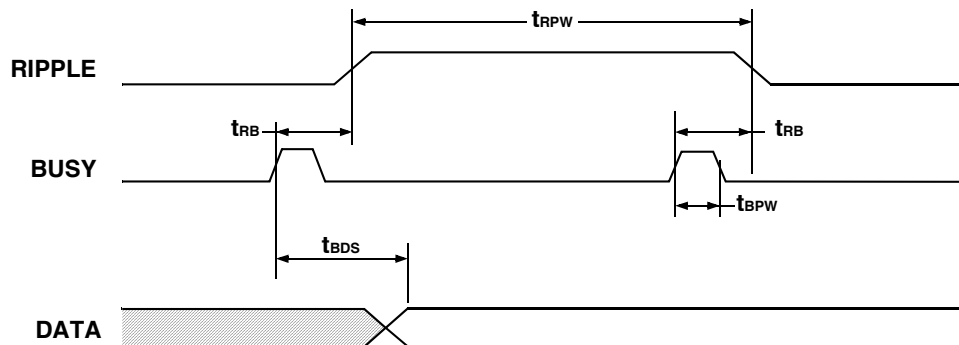 tRPW
RIPPLE
tRB
tRB
BUSY
tBPW
tBDS
DATA